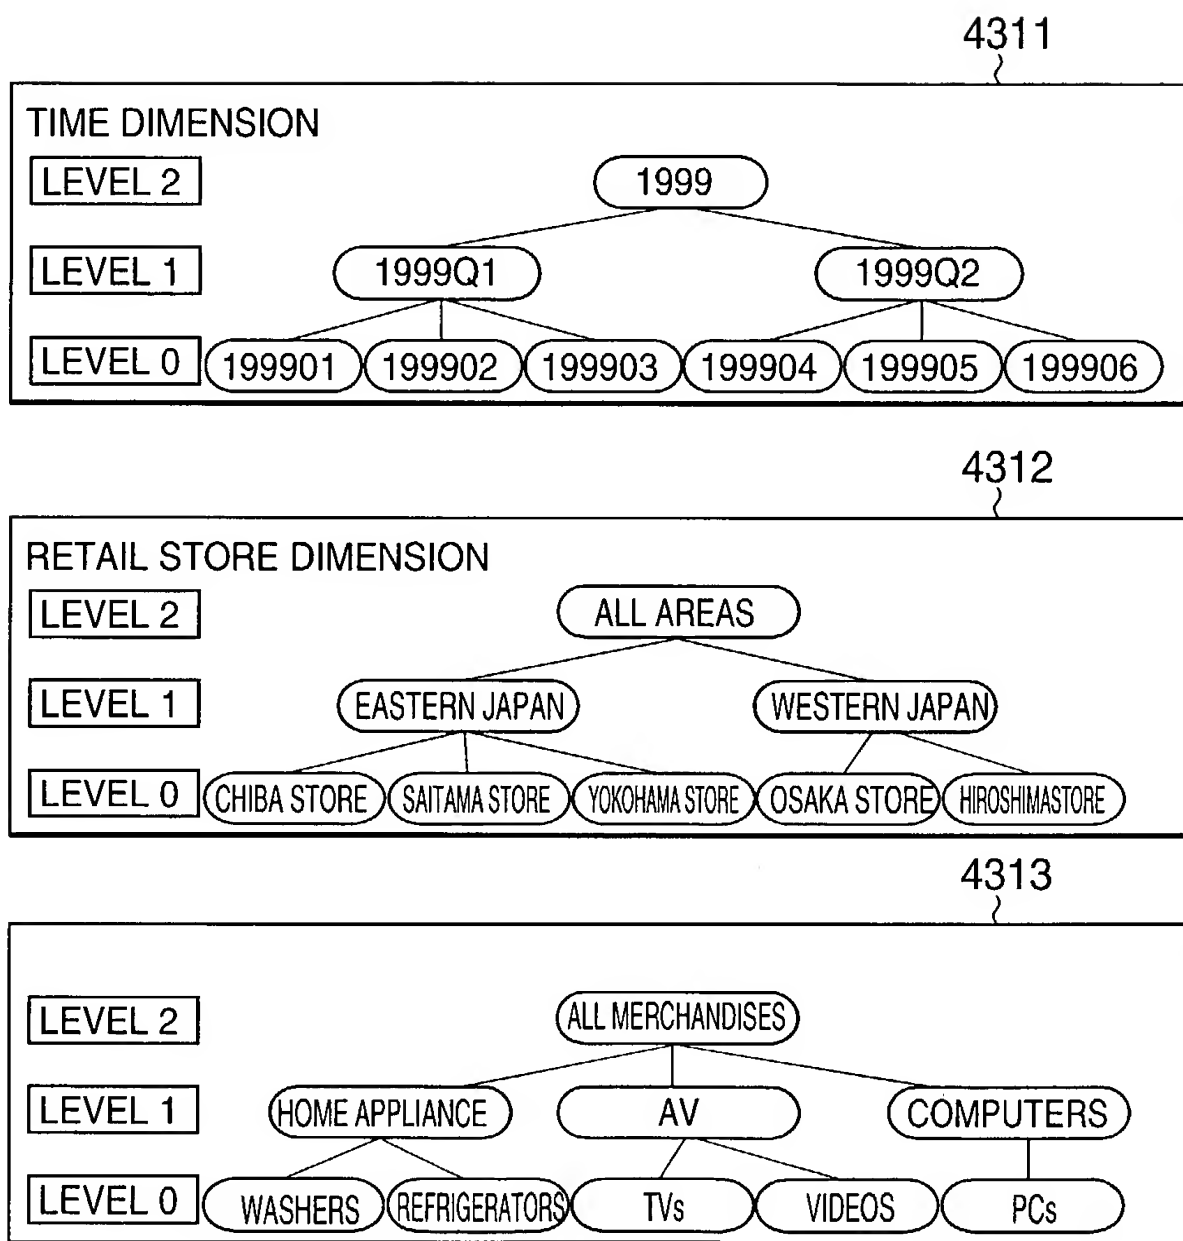 4311
TIME DIMENSION
LEVEL 2 1999
LEVEL 1 1999Q1 1999Q2
LEVEL 0 199901 199902 199903 199904 199905 199906
4312
RETAIL STORE DIMENSION
LEVEL 2 ALL AREAS
LEVEL 1 EASTERN JAPAN WESTERN JAPAN
LEVEL 0 CHIBA STORE SAITAMA STORE YOKOHAMA STORE OSAKA STORE HIROSHIMASTORE
4313
LEVEL 2 ALL MERCHANDISES
LEVEL 1 HOME APPLIANCE AV COMPUTERS
LEVEL 0 WASHERS REFRIGERATORS TVs VIDEOS PCs